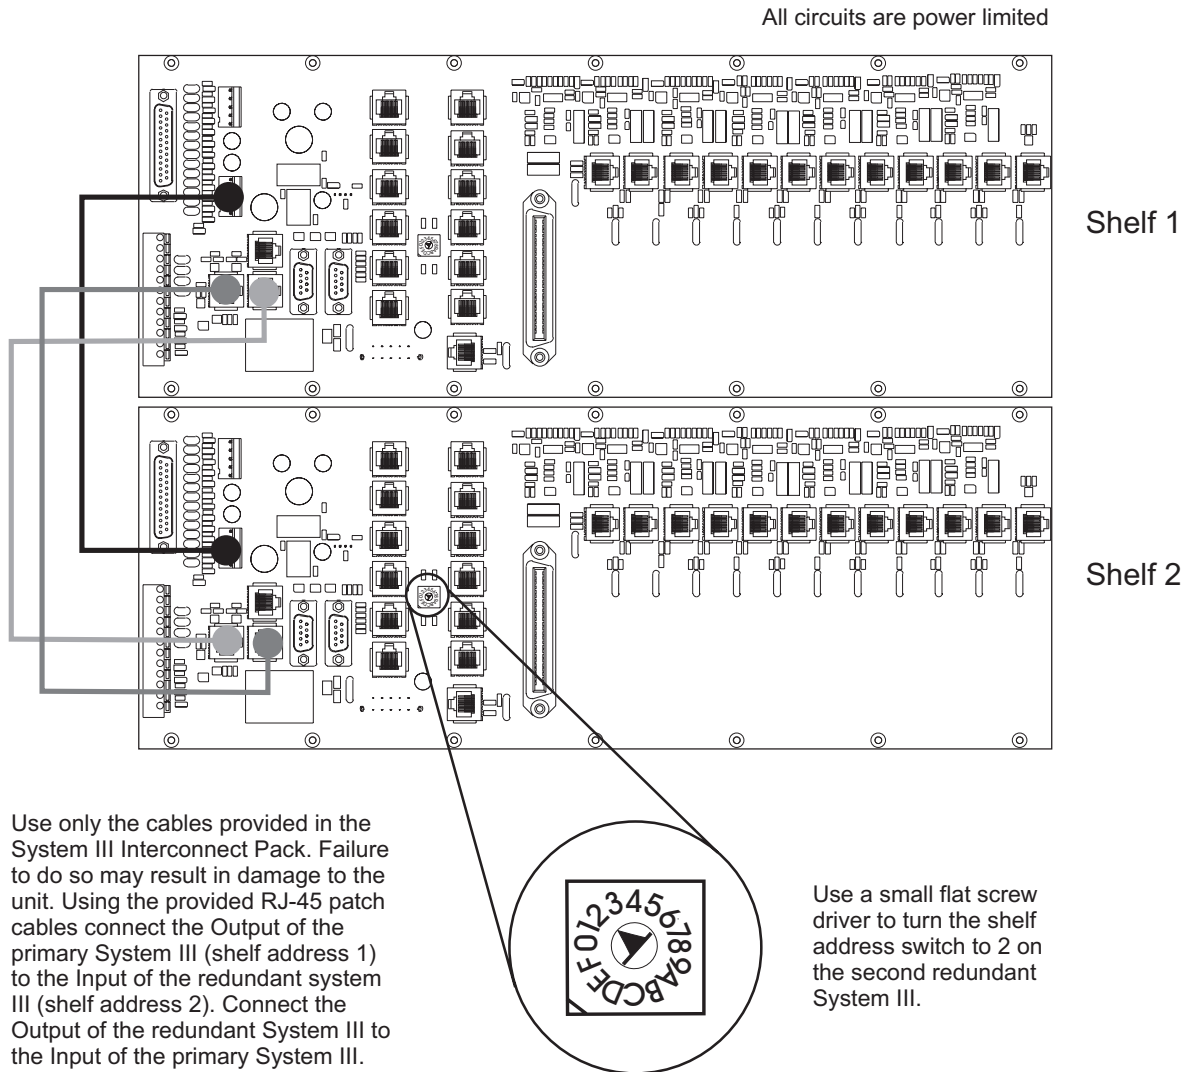 All circuits are power limited
Shelf 1
Shelf 2
Use only the cables provided in the
System III Interconnect Pack. Failure
to do so may result in damage to the
unit. Using the provided RJ-45 patch
cables connect the Output of the
primary System III (shelf address 1)
to the Input of the redundant system
III (shelf address 2). Connect the
Output of the redundant System III to
the Input of the primary System III.
0123456789ABCDEF
Use a small flat screw
driver to turn the shelf
address switch to 2 on
the second redundant
System III.